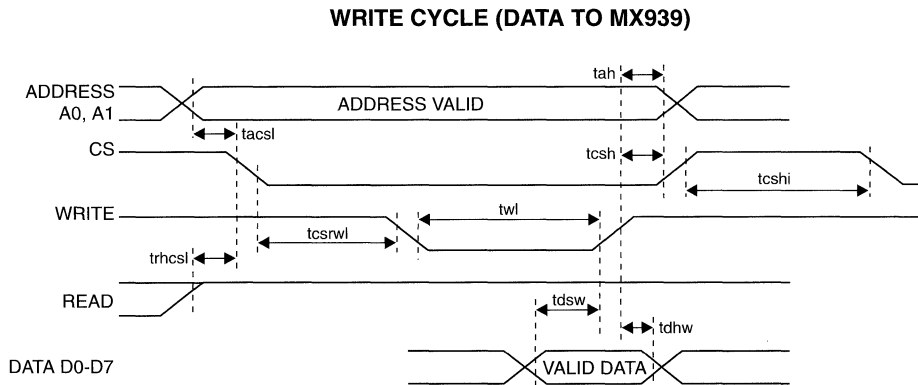 WRITE CYCLE (DATA TO MX939)
tah
ADDRESS
A0, A1
ADDRESS VALID
tacsl
CS
tcsh
tcshi
WRITE
twl
tcsrwl
trhcsl
READ
tdsw
tdhw
DATA D0-D7
VALID DATA